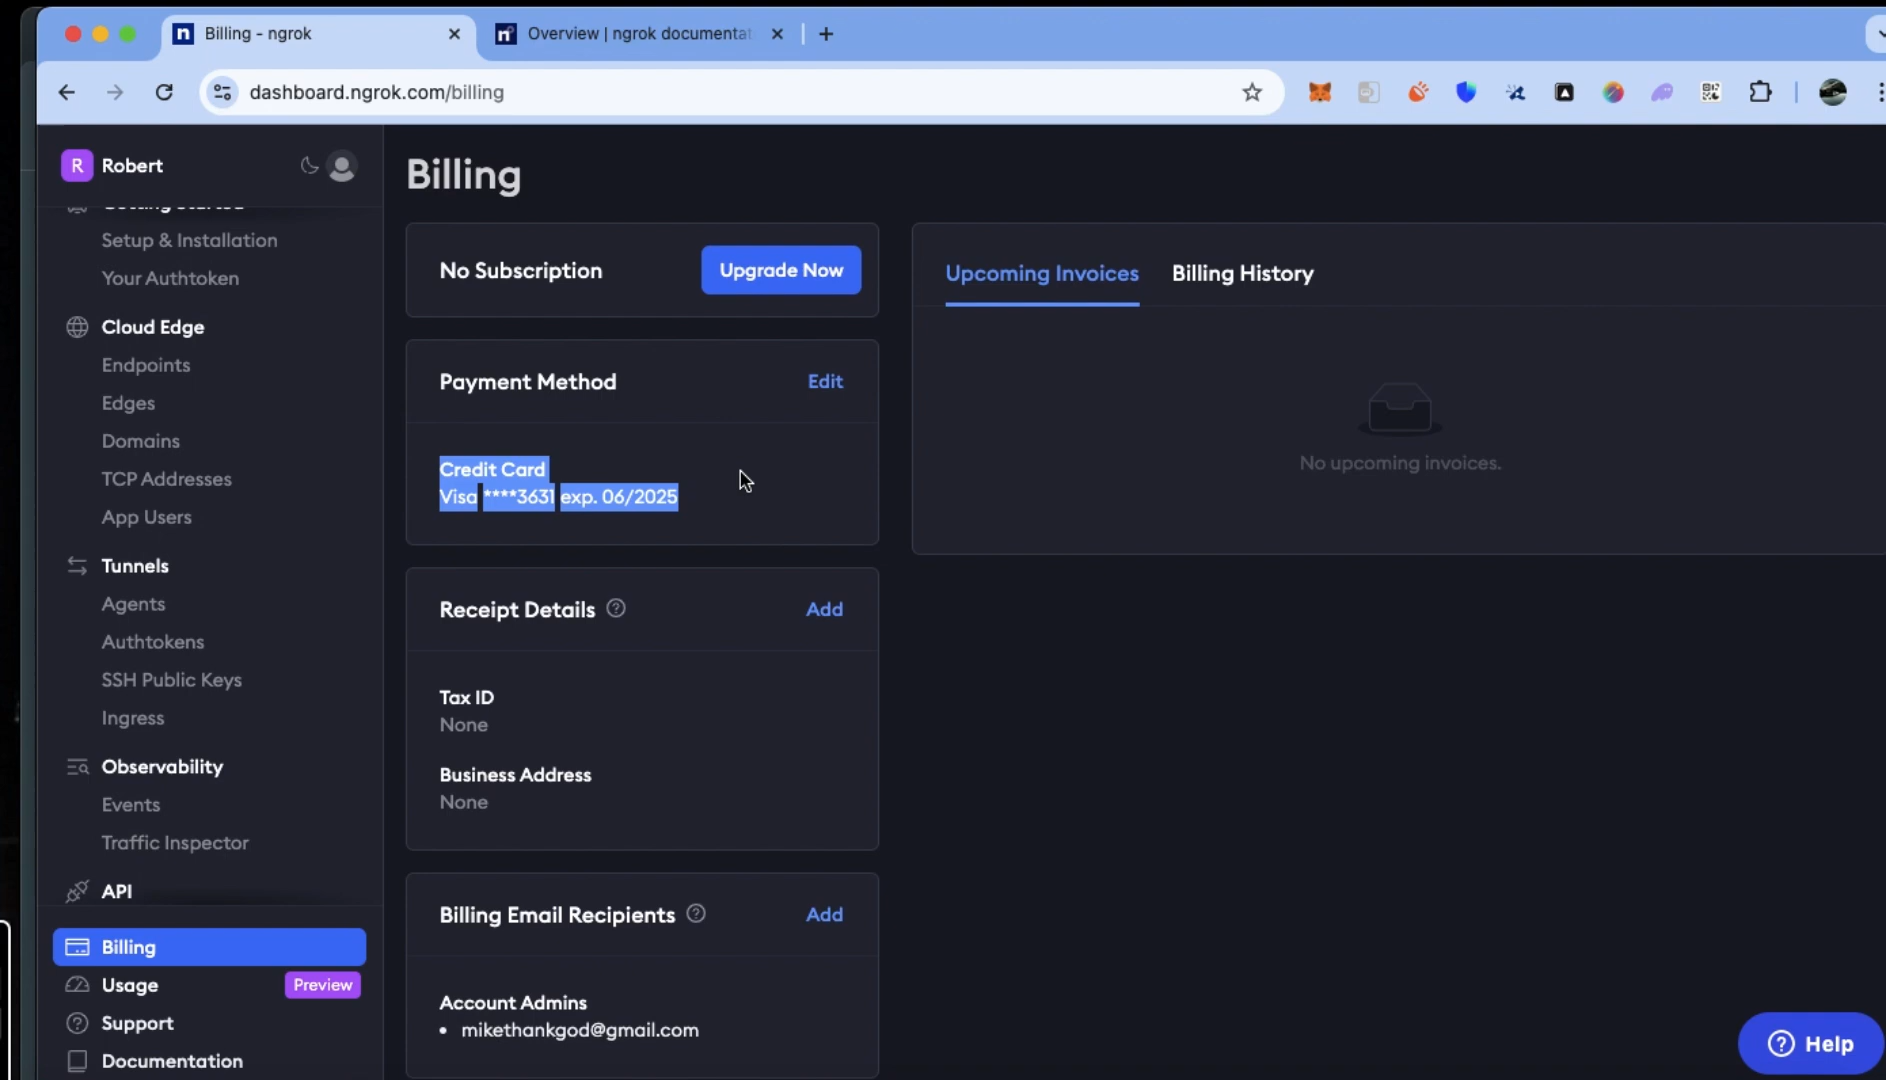 Billing - ngrok
Overview | ngrok documentat
dashboard.ngrok.com/billing
R Robert
Getting Started
Setup & Installation
Your Authtoken
Cloud Edge
Endpoints
Edges
Domains
TCP Addresses
App Users
Tunnels
Agents
Authtokens
SSH Public Keys
Ingress
Observability
Events
Traffic Inspector
API
Billing
Usage Preview
Support
Documentation
Billing
No Subscription Upgrade Now
Payment Method Edit
Credit Card
Visa ****3631 exp. 06/2025
Receipt Details Add
Tax ID
None
Business Address
None
Billing Email Recipients Add
Account Admins
• mikethankgod@gmail.com
Upcoming Invoices Billing History
No upcoming invoices.
Help